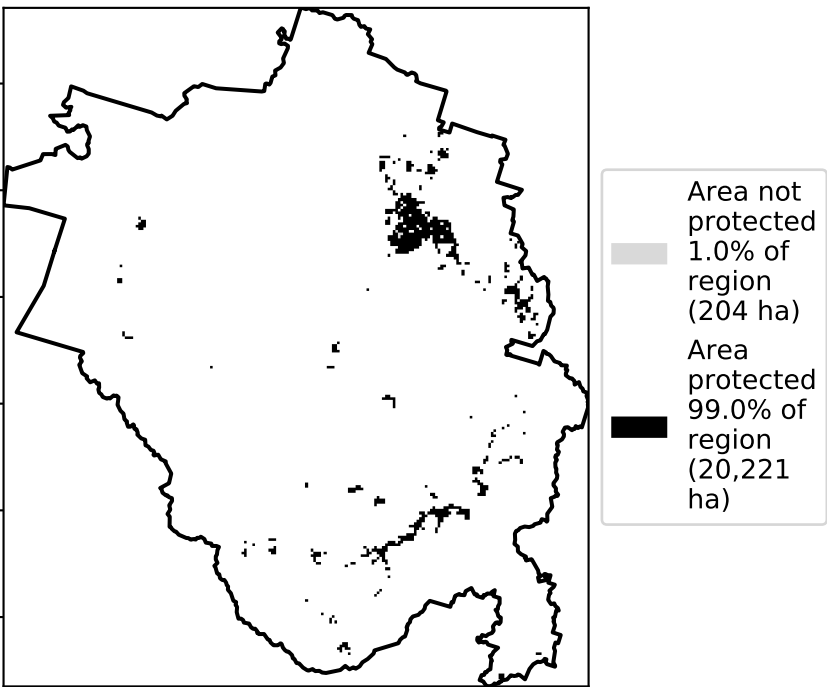 Area not
protected
1.0% of
region
(204 ha)
Area
protected
99.0% of
region
(20,221
ha)